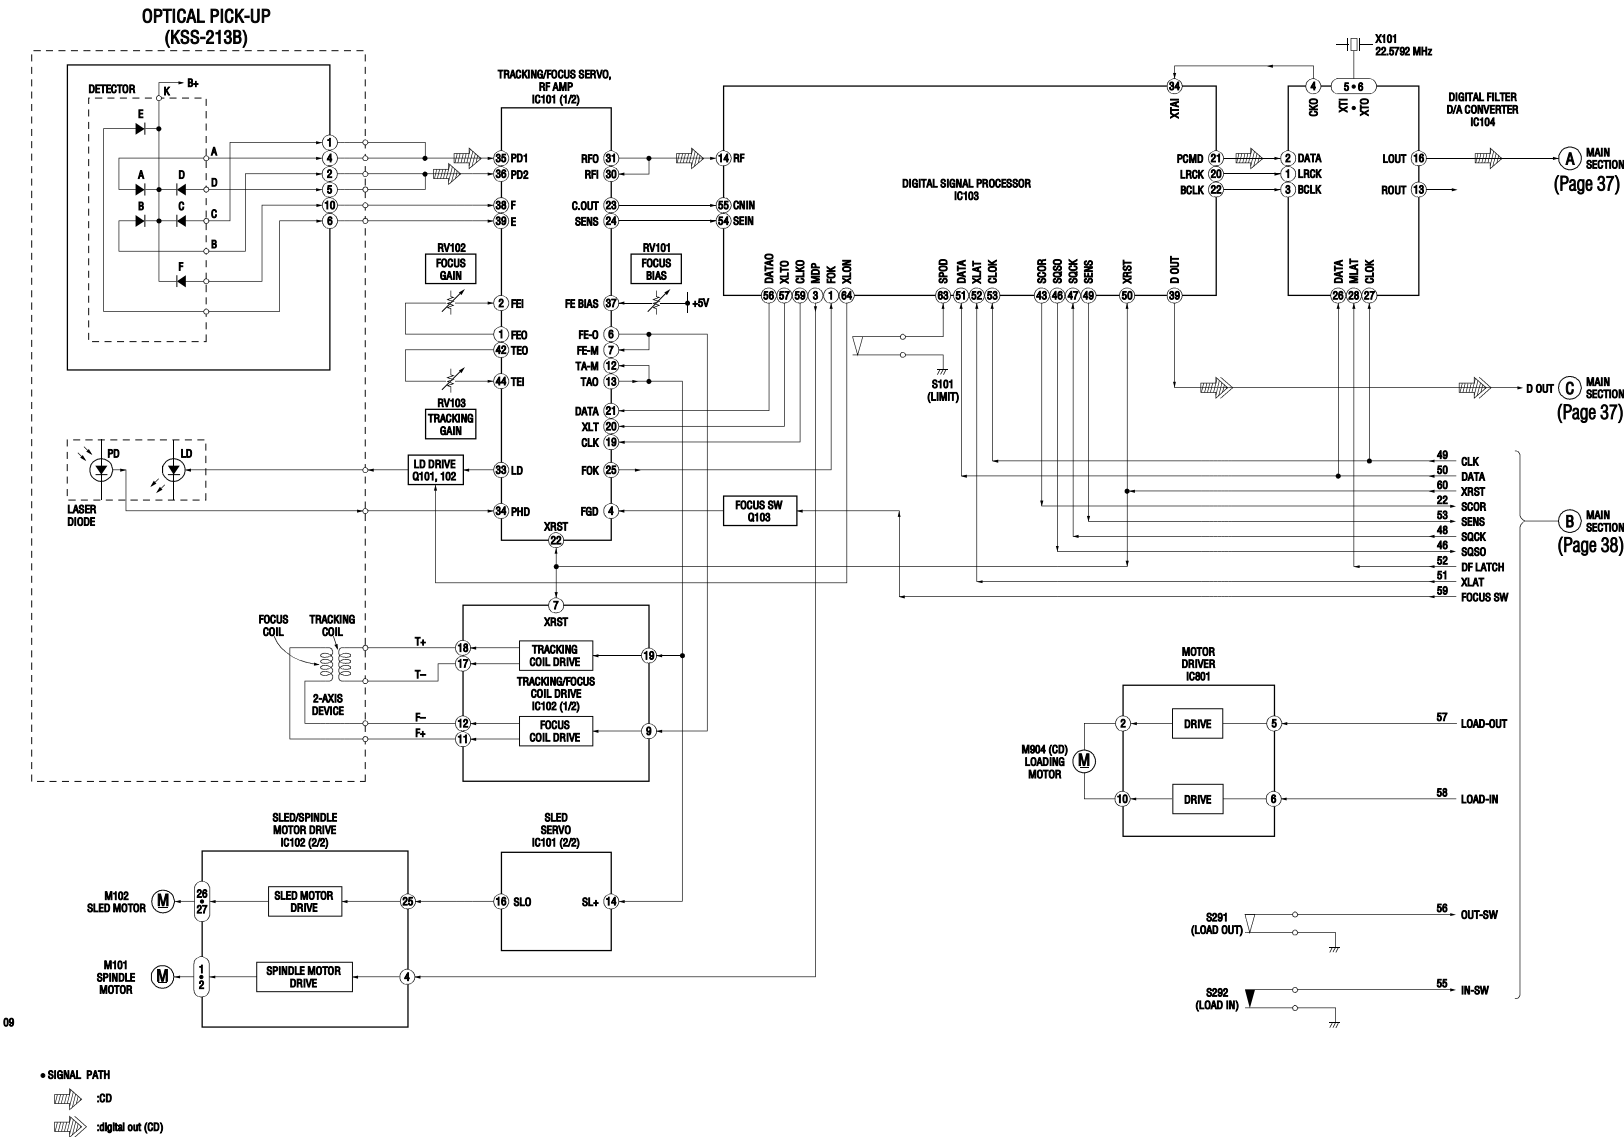 OPTICAL PICK-UP
(KSS-213B)
DETECTOR
K
B+
E
A
D
B
C
F
A
D
C
B
1
4
2
5
10
6
TRACKING/FOCUS SERVO,
RF AMP
IC101 (1/2)
35 PD1
36 PD2
38 F
39 E
2 FEI
1 FEO
42 TEO
44 TEI
33 LD
34 PHD
RFO 31
RFI 30
C.OUT 23
SENS 24
FE BIAS 37
FE-O 6
FE-M 7
TA-M 12
TAO 13
DATA 21
XLT 20
CLK 19
FOK 25
FGD 4
XRST
22
RV102
FOCUS
GAIN
RV103
TRACKING
GAIN
RV101
FOCUS
BIAS
+5V
LD DRIVE
Q101, 102
PD
LD
LASER
DIODE
DIGITAL SIGNAL PROCESSOR
IC103
14 RF
55 CNIN
54 SEIN
34
XTAI
PCMD 21
LRCK 20
BCLK 22
DATAO
XLTO
CLKO
MDP
FOK
XLON
SPOD
DATA
XLAT
CLOK
SCOR
SQSO
SQCK
SENS
XRST
D OUT
56 57 59 3 1 64 63 51 52 53 43 46 47 49 50 39
S101
(LIMIT)
FOCUS SW
Q103
X101
22.5792 MHz
4
5 • 6
CKO
XTI • XTO
DIGITAL FILTER
D/A CONVERTER
IC104
2 DATA
1 LRCK
3 BCLK
LOUT 16
ROUT 13
DATA
MLAT
CLOK
26 28 27
A MAIN
SECTION
(Page 37)
D OUT C MAIN
SECTION
(Page 37)
49 CLK
50 DATA
60 XRST
22 SCOR
53 SENS
48 SQCK
46 SQSO
52 DF LATCH
51 XLAT
59 FOCUS SW
B MAIN
SECTION
(Page 38)
FOCUS
COIL
TRACKING
COIL
2-AXIS
DEVICE
T+
T–
F–
F+
7
XRST
18
17
12
11
19
9
TRACKING
COIL DRIVE
TRACKING/FOCUS
COIL DRIVE
IC102 (1/2)
FOCUS
COIL DRIVE
MOTOR
DRIVER
IC801
M904 (CD)
LOADING
MOTOR
M
2
DRIVE
5
57 LOAD-OUT
10
DRIVE
6
58 LOAD-IN
SLED/SPINDLE
MOTOR DRIVE
IC102 (2/2)
SLED
SERVO
IC101 (2/2)
M102
SLED MOTOR
M
26
•
27
SLED MOTOR
DRIVE
25
16 SLO
SL+ 14
M101
SPINDLE
MOTOR
M
1
•
2
SPINDLE MOTOR
DRIVE
4
S291
(LOAD OUT)
56 OUT-SW
S292
(LOAD IN)
55 IN-SW
09
• SIGNAL PATH
:CD
:digital out (CD)